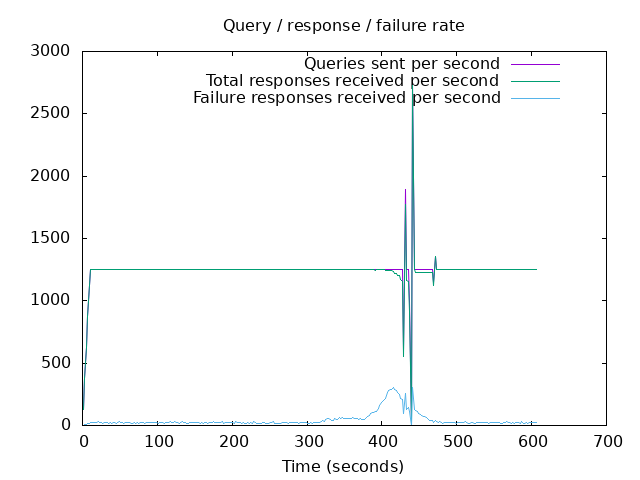 Query / response / failure rate
3000
2500
2000
1500
1000
500
0
Queries sent per second
Total responses received per second
Failure responses received per second
0 100 200 300 400 500 600 700
Time (seconds)